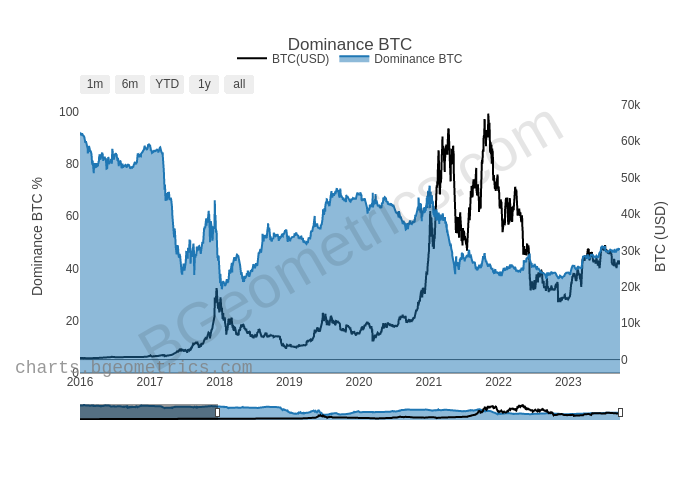 Dominance BTC
BTC(USD) Dominance BTC
1m 6m YTD 1y all
100
80
60
40
20
0
Dominance BTC %
70k
60k
50k
40k
30k
20k
10k
0
BTC (USD)
BGeometrics.com
charts.bgeometrics.com
2016 2017 2018 2019 2020 2021 2022 2023